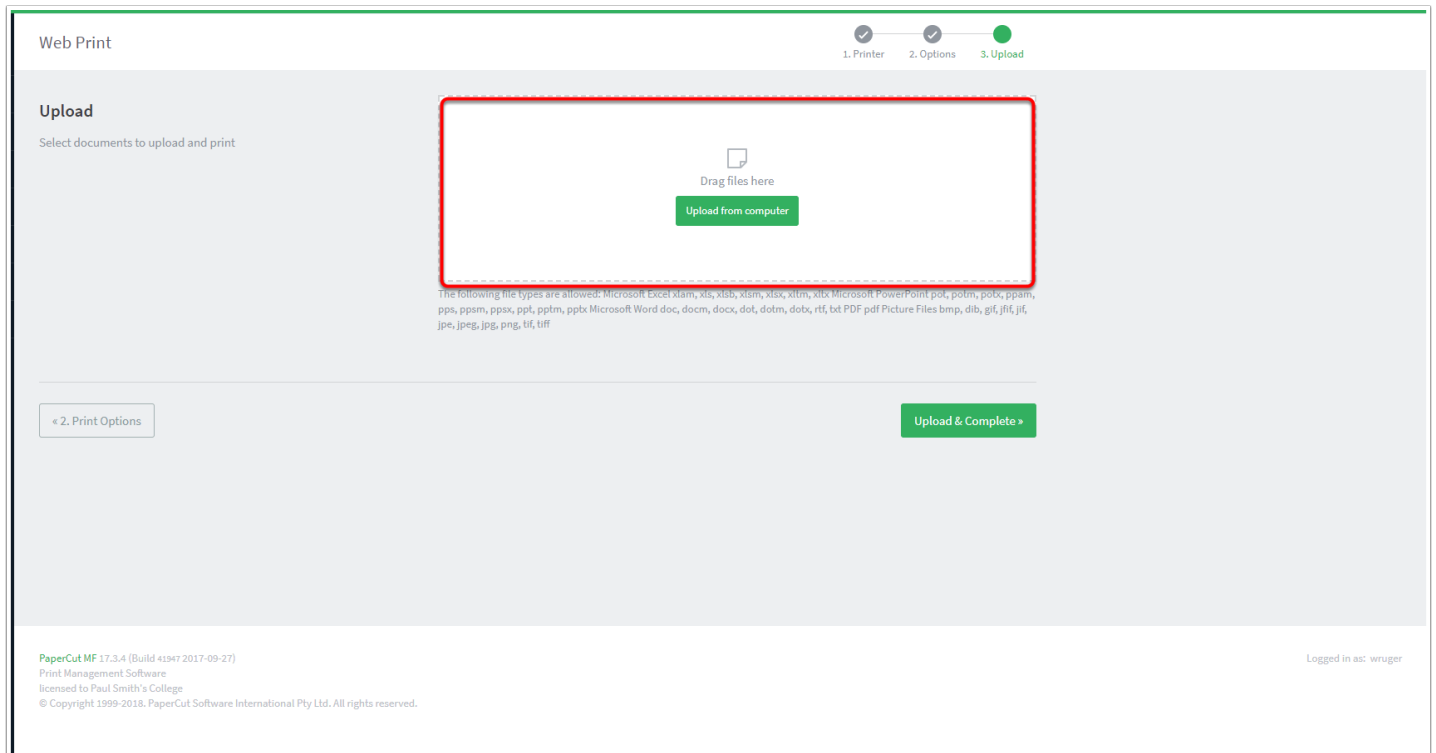 Web Print
1. Printer
2. Options
3. Upload
Upload
Select documents to upload and print
Drag files here
Upload from computer
The following file types are allowed: Microsoft Excel xlam, xls, xlsb, xlsm, xlsx, xltm, xltx Microsoft PowerPoint pot, potm, potx, ppam,
pps, ppsm, ppsx, ppt, pptm, pptx Microsoft Word doc, docm, docx, dot, dotm, dotx, rtf, txt PDF pdf Picture Files bmp, dib, gif, jfif, jif,
jpe, jpeg, jpg, png, tif, tiff
« 2. Print Options
Upload & Complete »
PaperCut MF 17.3.4 (Build 41947 2017-09-27)
Print Management Software
licensed to Paul Smith's College
© Copyright 1999-2018. PaperCut Software International Pty Ltd. All rights reserved.
Logged in as: wruger